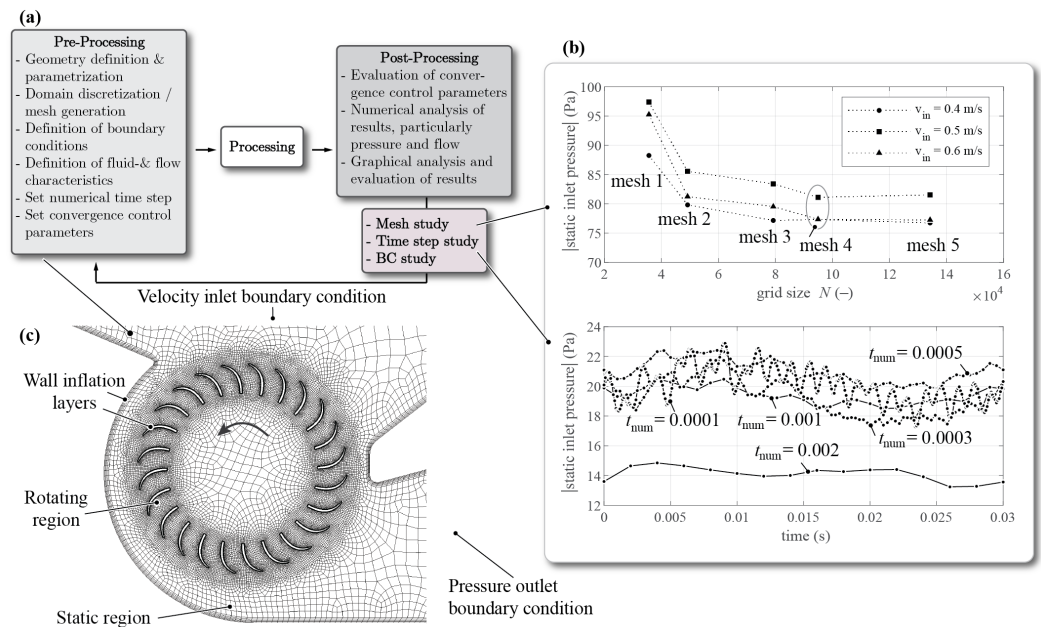 (a)
Pre-Processing
- Geometry definition &
parametrization
- Domain discretization /
mesh generation
- Definition of boundary
conditions
- Definition of fluid-& flow
characteristics
- Set numerical time step
- Set convergence control
parameters
Processing
Post-Processing
- Evaluation of conver-
gence control parameters
- Numerical analysis of
results, particularly
pressure and flow
- Graphical analysis and
evaluation of results
- Mesh study
- Time step study
- BC study
(b)
100
95
90
85
80
75
70
|static inlet pressure| (Pa)
v_in = 0.4 m/s
v_in = 0.5 m/s
v_in = 0.6 m/s
mesh 1
mesh 2
mesh 3
mesh 4
mesh 5
2 4 6 8 10 12 14 16
grid size N (–)
×10⁴
24
22
20
18
16
14
12
|static inlet pressure| (Pa)
t_num = 0.0005
t_num = 0.0001
t_num = 0.001
t_num = 0.0003
t_num = 0.002
0 0.005 0.01 0.015 0.02 0.025 0.03
time (s)
Velocity inlet boundary condition
(c)
Wall inflation
layers
Rotating
region
Static region
Pressure outlet
boundary condition